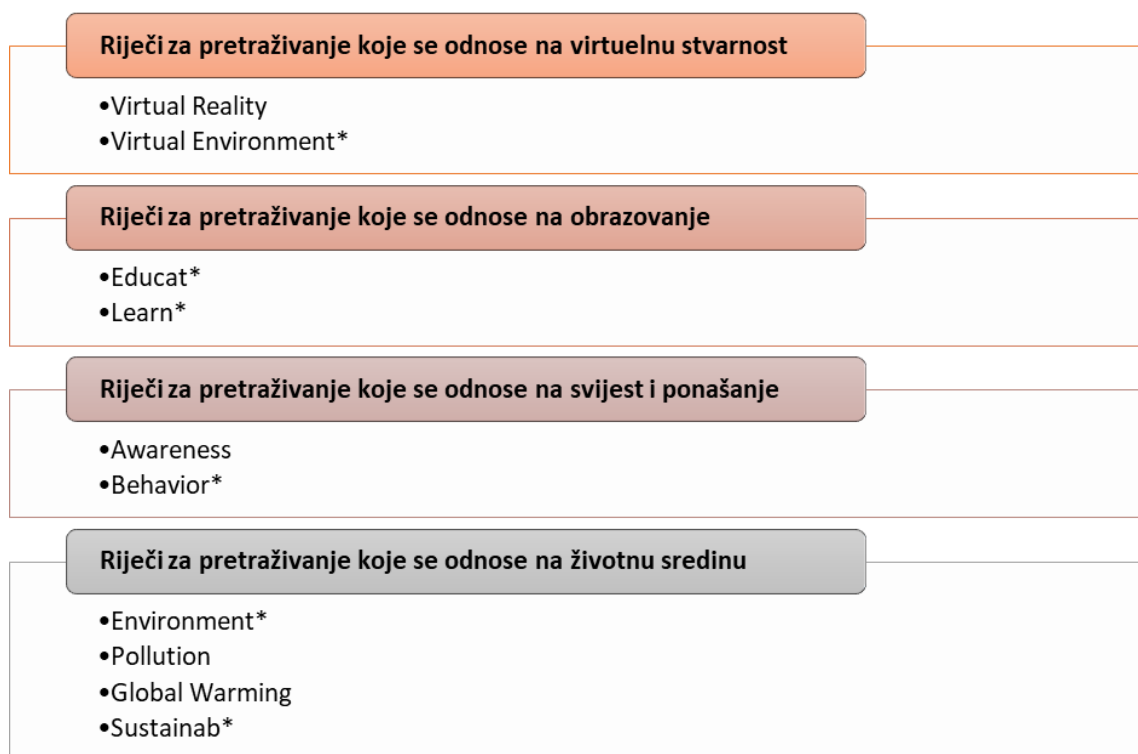 Riječi za pretraživanje koje se odnose na virtuelnu stvarnost
•Virtual Reality
•Virtual Environment*
Riječi za pretraživanje koje se odnose na obrazovanje
•Educat*
•Learn*
Riječi za pretraživanje koje se odnose na svijest i ponašanje
•Awareness
•Behavior*
Riječi za pretraživanje koje se odnose na životnu sredinu
•Environment*
•Pollution
•Global Warming
•Sustainab*